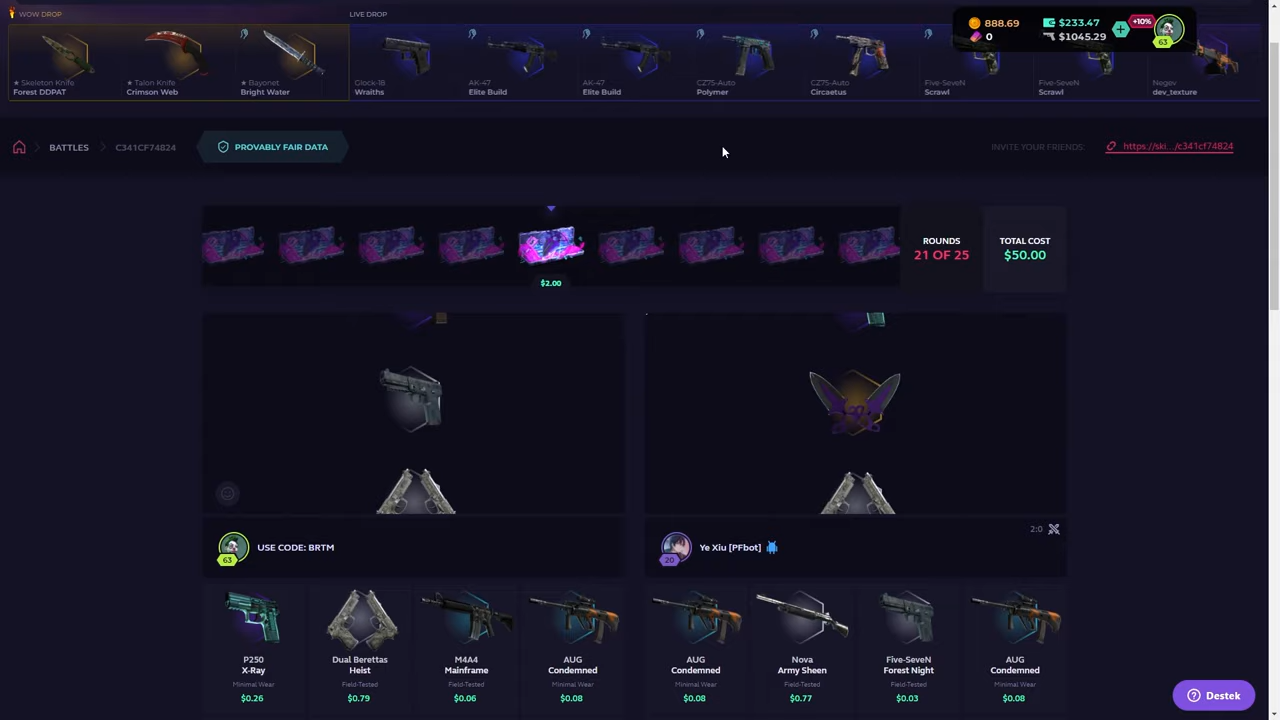 WOW DROP
LIVE DROP
888.69
$233.47
+10%
0
$1045.29
63
★ Skeleton Knife
Forest DDPAT
★ Talon Knife
Crimson Web
★ Bayonet
Bright Water
Glock-18
Wraiths
AK-47
Elite Build
AK-47
Elite Build
CZ75-Auto
Polymer
CZ75-Auto
Circaetus
Five-SeveN
Scrawl
Five-SeveN
Scrawl
Negev
dev_texture
BATTLES
C341CF74824
PROVABLY FAIR DATA
INVITE YOUR FRIENDS:
https://ski.../c341cf74824
$2.00
ROUNDS
21 OF 25
TOTAL COST
$50.00
63
USE CODE: BRTM
20
Ye Xiu [PFbot]
2:0
P250
X-Ray
Minimal Wear
$0.26
Dual Berettas
Heist
Field-Tested
$0.79
M4A4
Mainframe
Field-Tested
$0.06
AUG
Condemned
Minimal Wear
$0.08
AUG
Condemned
Minimal Wear
$0.08
Nova
Army Sheen
Minimal Wear
$0.77
Five-SeveN
Forest Night
Field-Tested
$0.03
AUG
Condemned
Minimal Wear
$0.08
Destek